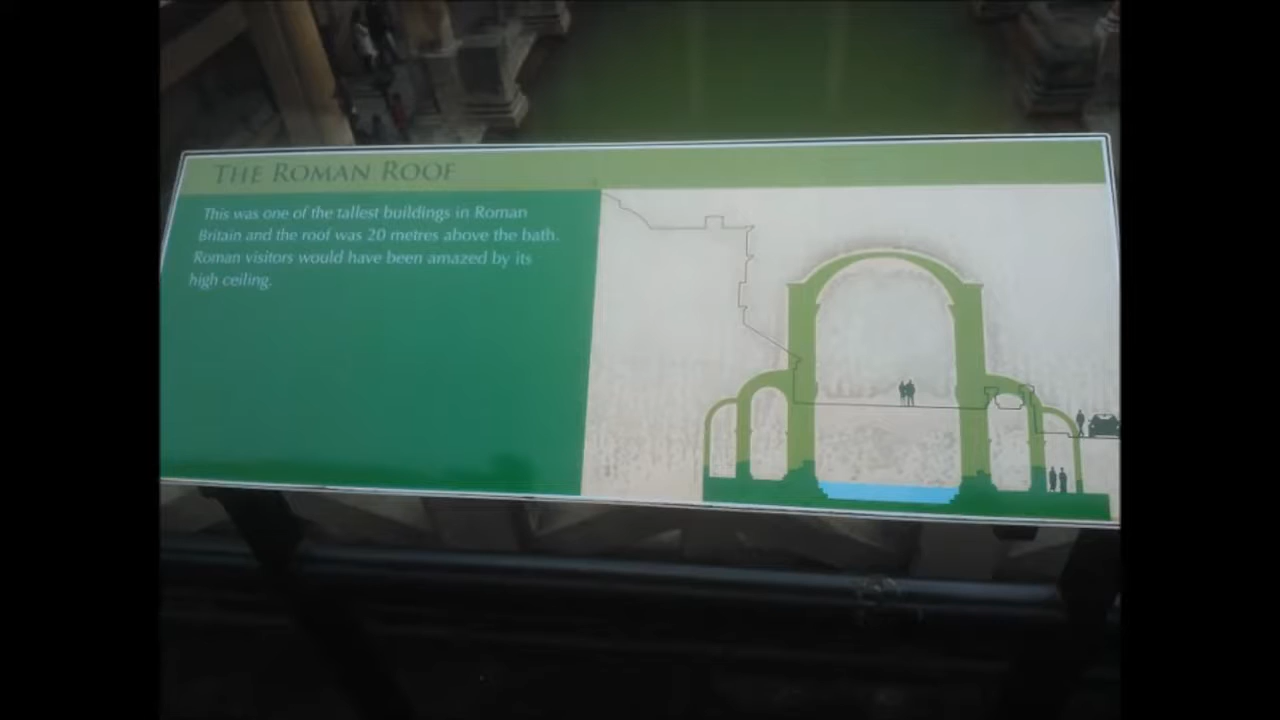 THE ROMAN ROOF
This was one of the tallest buildings in Roman
Britain and the roof was 20 metres above the bath.
Roman visitors would have been amazed by its
high ceiling.